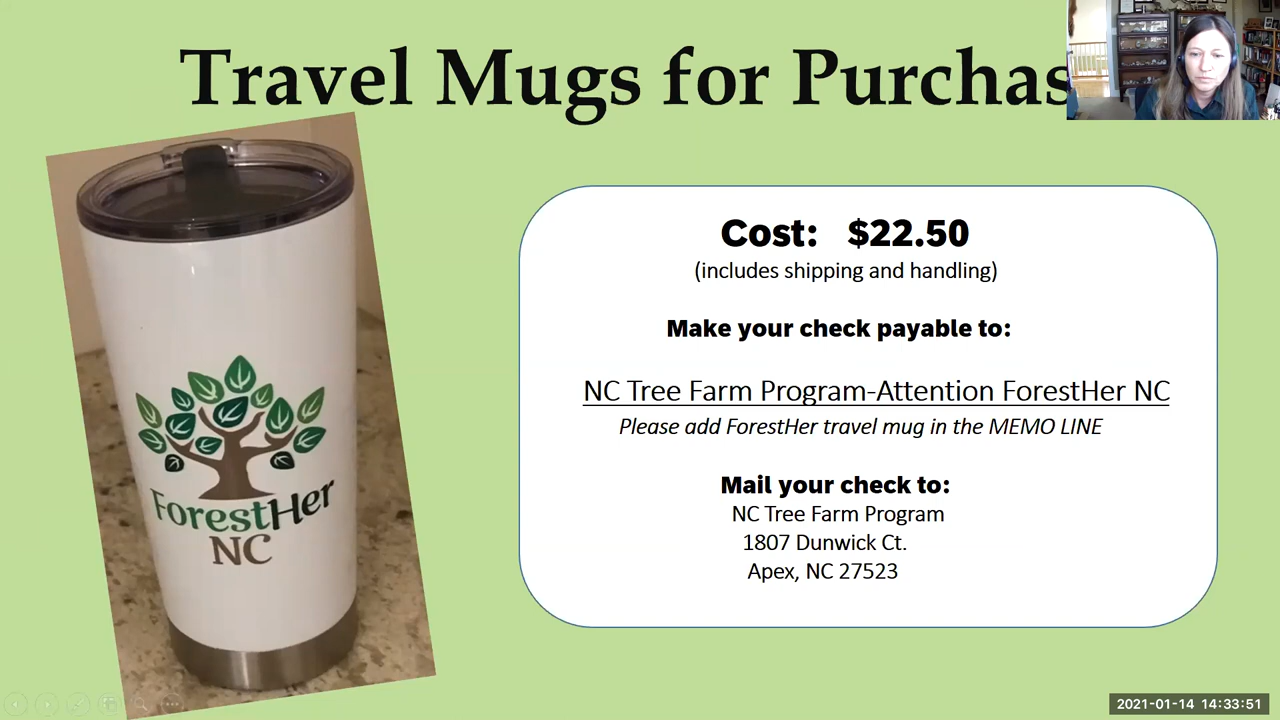 Travel Mugs for Purchas
Cost: $22.50
(includes shipping and handling)
Make your check payable to:
NC Tree Farm Program-Attention ForestHer NC
Please add ForestHer travel mug in the MEMO LINE
Mail your check to:
NC Tree Farm Program
1807 Dunwick Ct.
Apex, NC 27523
ForestHer
NC
2021-01-14 14:33:51